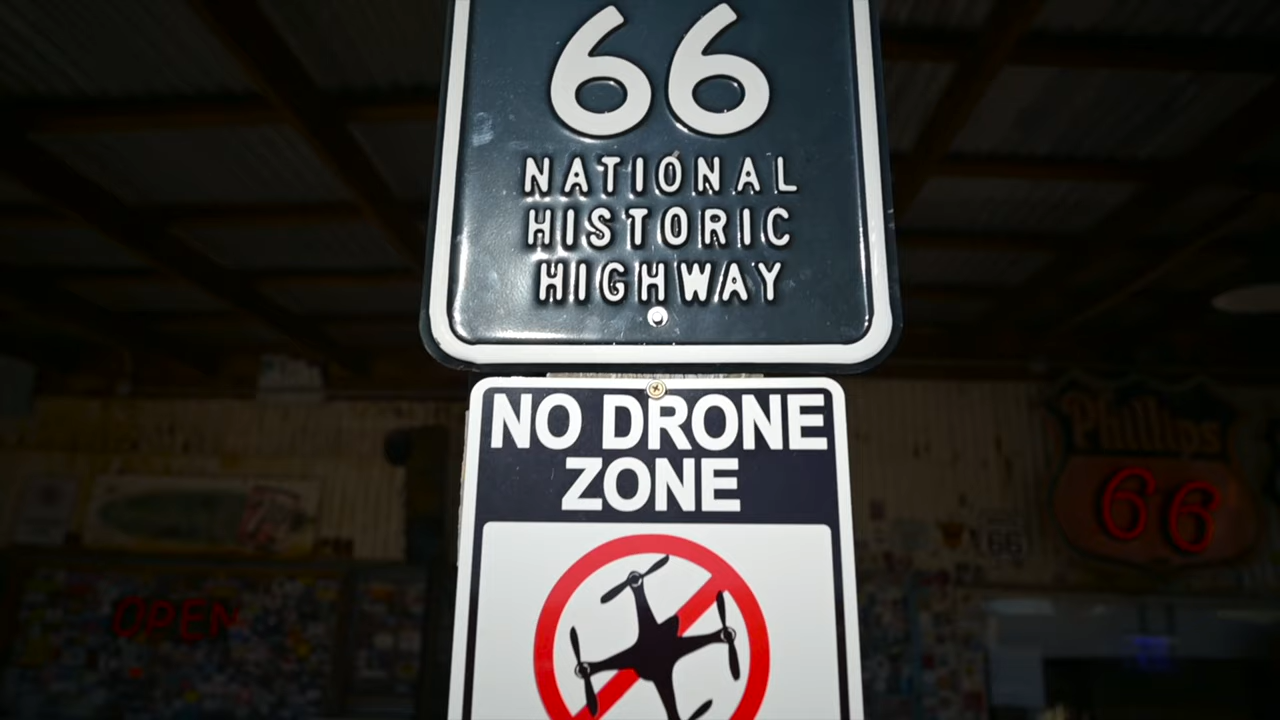 66
NATIONAL
HISTORIC
HIGHWAY
NO DRONE
ZONE
Phillips
66
66
OPEN